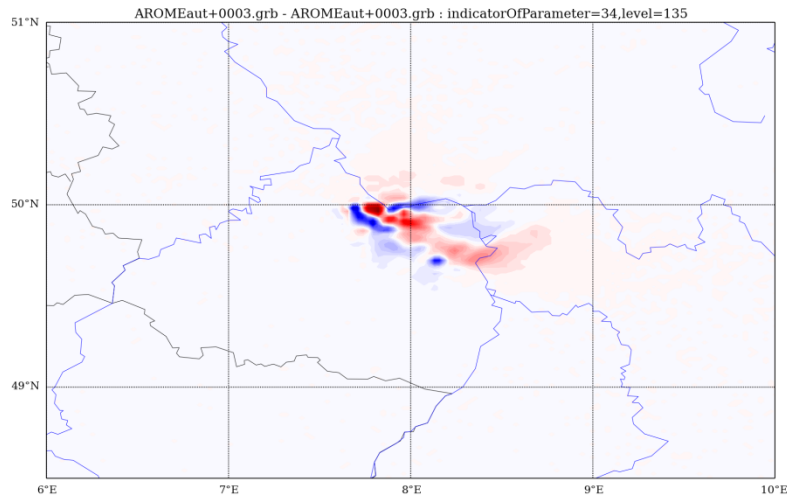 AROMEaut+0003.grb - AROMEaut+0003.grb : indicatorOfParameter=34,level=135
51°N
50°N
49°N
6°E 7°E 8°E 9°E 10°E